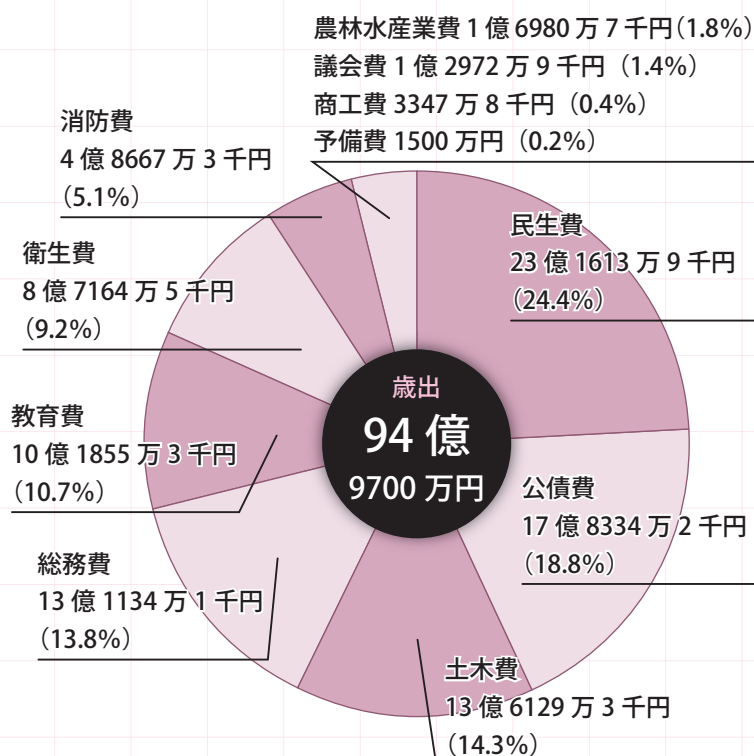 農林水産業費 1 億 6980 万 7 千円（1.8%）
議会費 1 億 2972 万 9 千円（1.4%）
商工費 3347 万 8 千円（0.4%）
予備費 1500 万円（0.2%）
消防費
4 億 8667 万 3 千円
（5.1%）
衛生費
8 億 7164 万 5 千円
（9.2%）
教育費
10 億 1855 万 3 千円
（10.7%）
総務費
13 億 1134 万 1 千円
（13.8%）
民生費
23 億 1613 万 9 千円
（24.4%）
歳出
94 億
9700 万円
公債費
17 億 8334 万 2 千円
（18.8%）
土木費
13 億 6129 万 3 千円
（14.3%）